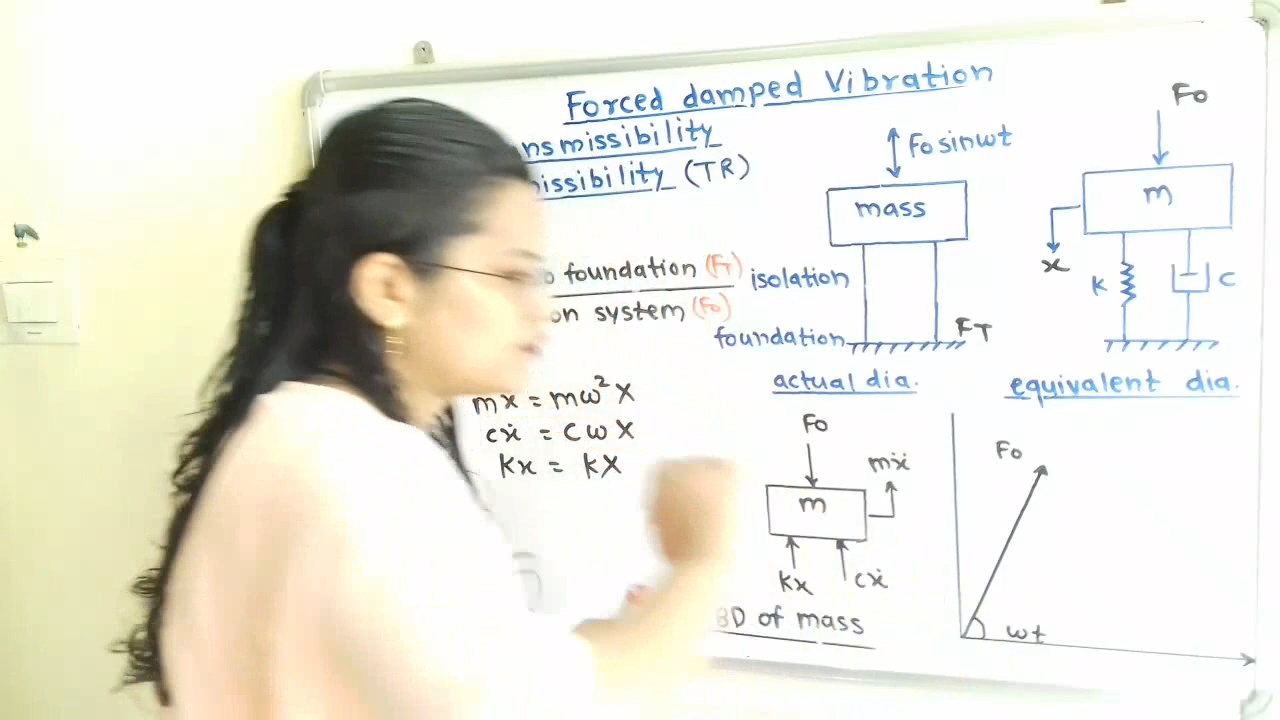 Forced damped Vibration
nsmissibility
issibility (TR)
foundation (FT)
on system (Fo)
mx = mω²X
cẋ = CωX
Kx = KX
Fo sinωt
mass
isolation
foundation
FT
actual dia.
Fo
m
x
K
C
equivalent dia.
Fo
mẍ
m
Kx
cẋ
BD of mass
Fo
ωt